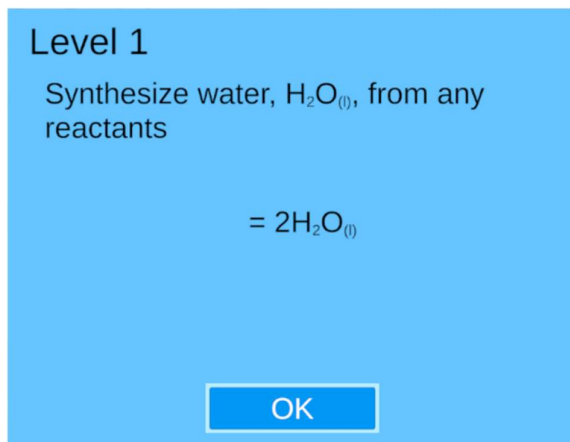 Level 1
Synthesize water, H₂O₍ₗ₎, from any
reactants
= 2H₂O₍ₗ₎
OK